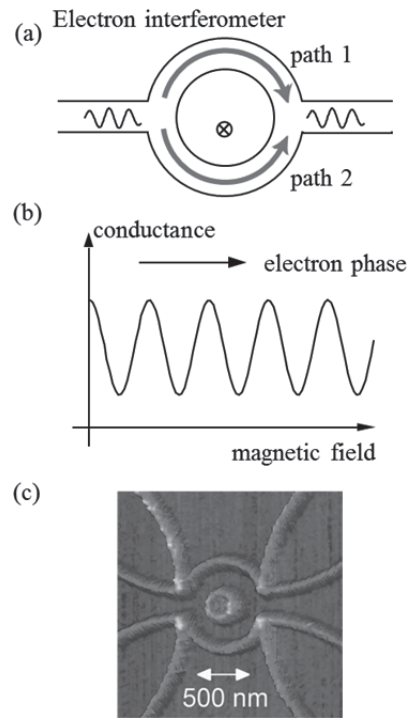 Electron interferometer
(a)
path 1
path 2
(b)
conductance
electron phase
magnetic field
(c)
500 nm